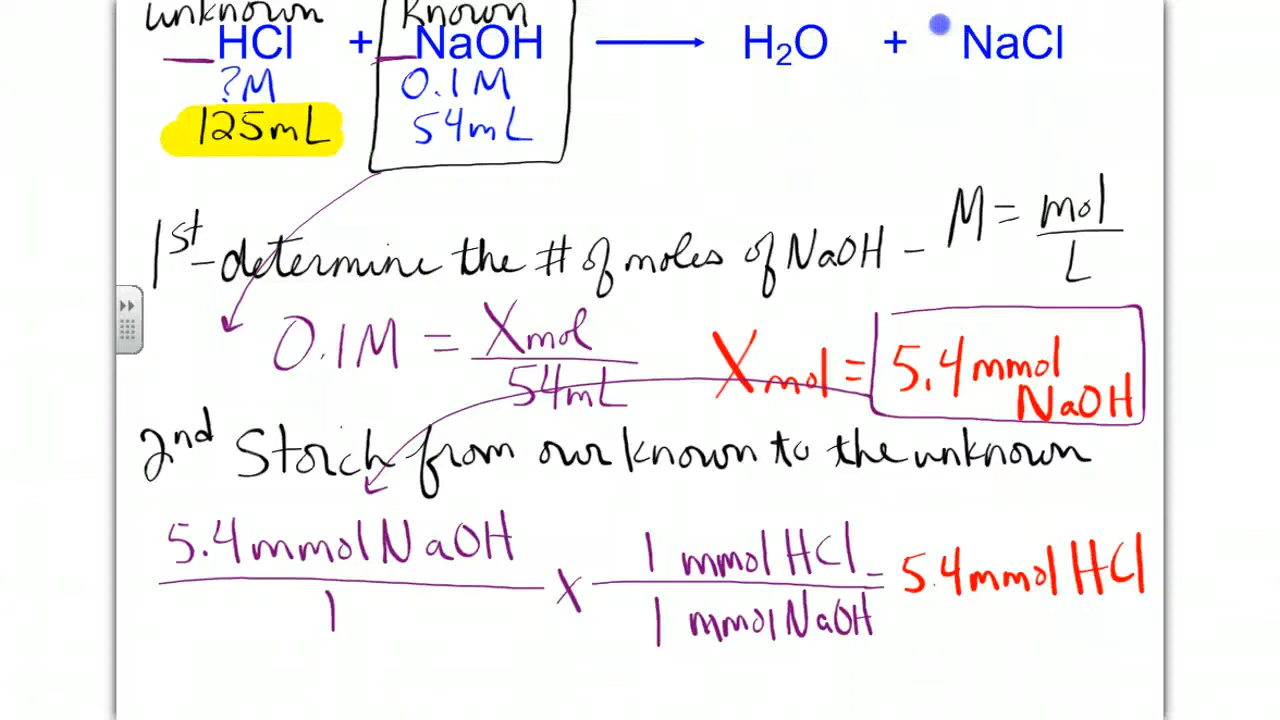 unknown known
HCl + NaOH → H₂O + NaCl
?M 0.1M
125mL 54mL
1st - determine the # of moles of NaOH - M = mol / L
0.1M = Xmol / 54mL Xmol = 5.4mmol NaOH
2nd Stoich from our known to the unknown
5.4mmol NaOH / 1 x 1 mmol HCl / 1 mmol NaOH = 5.4mmol HCl